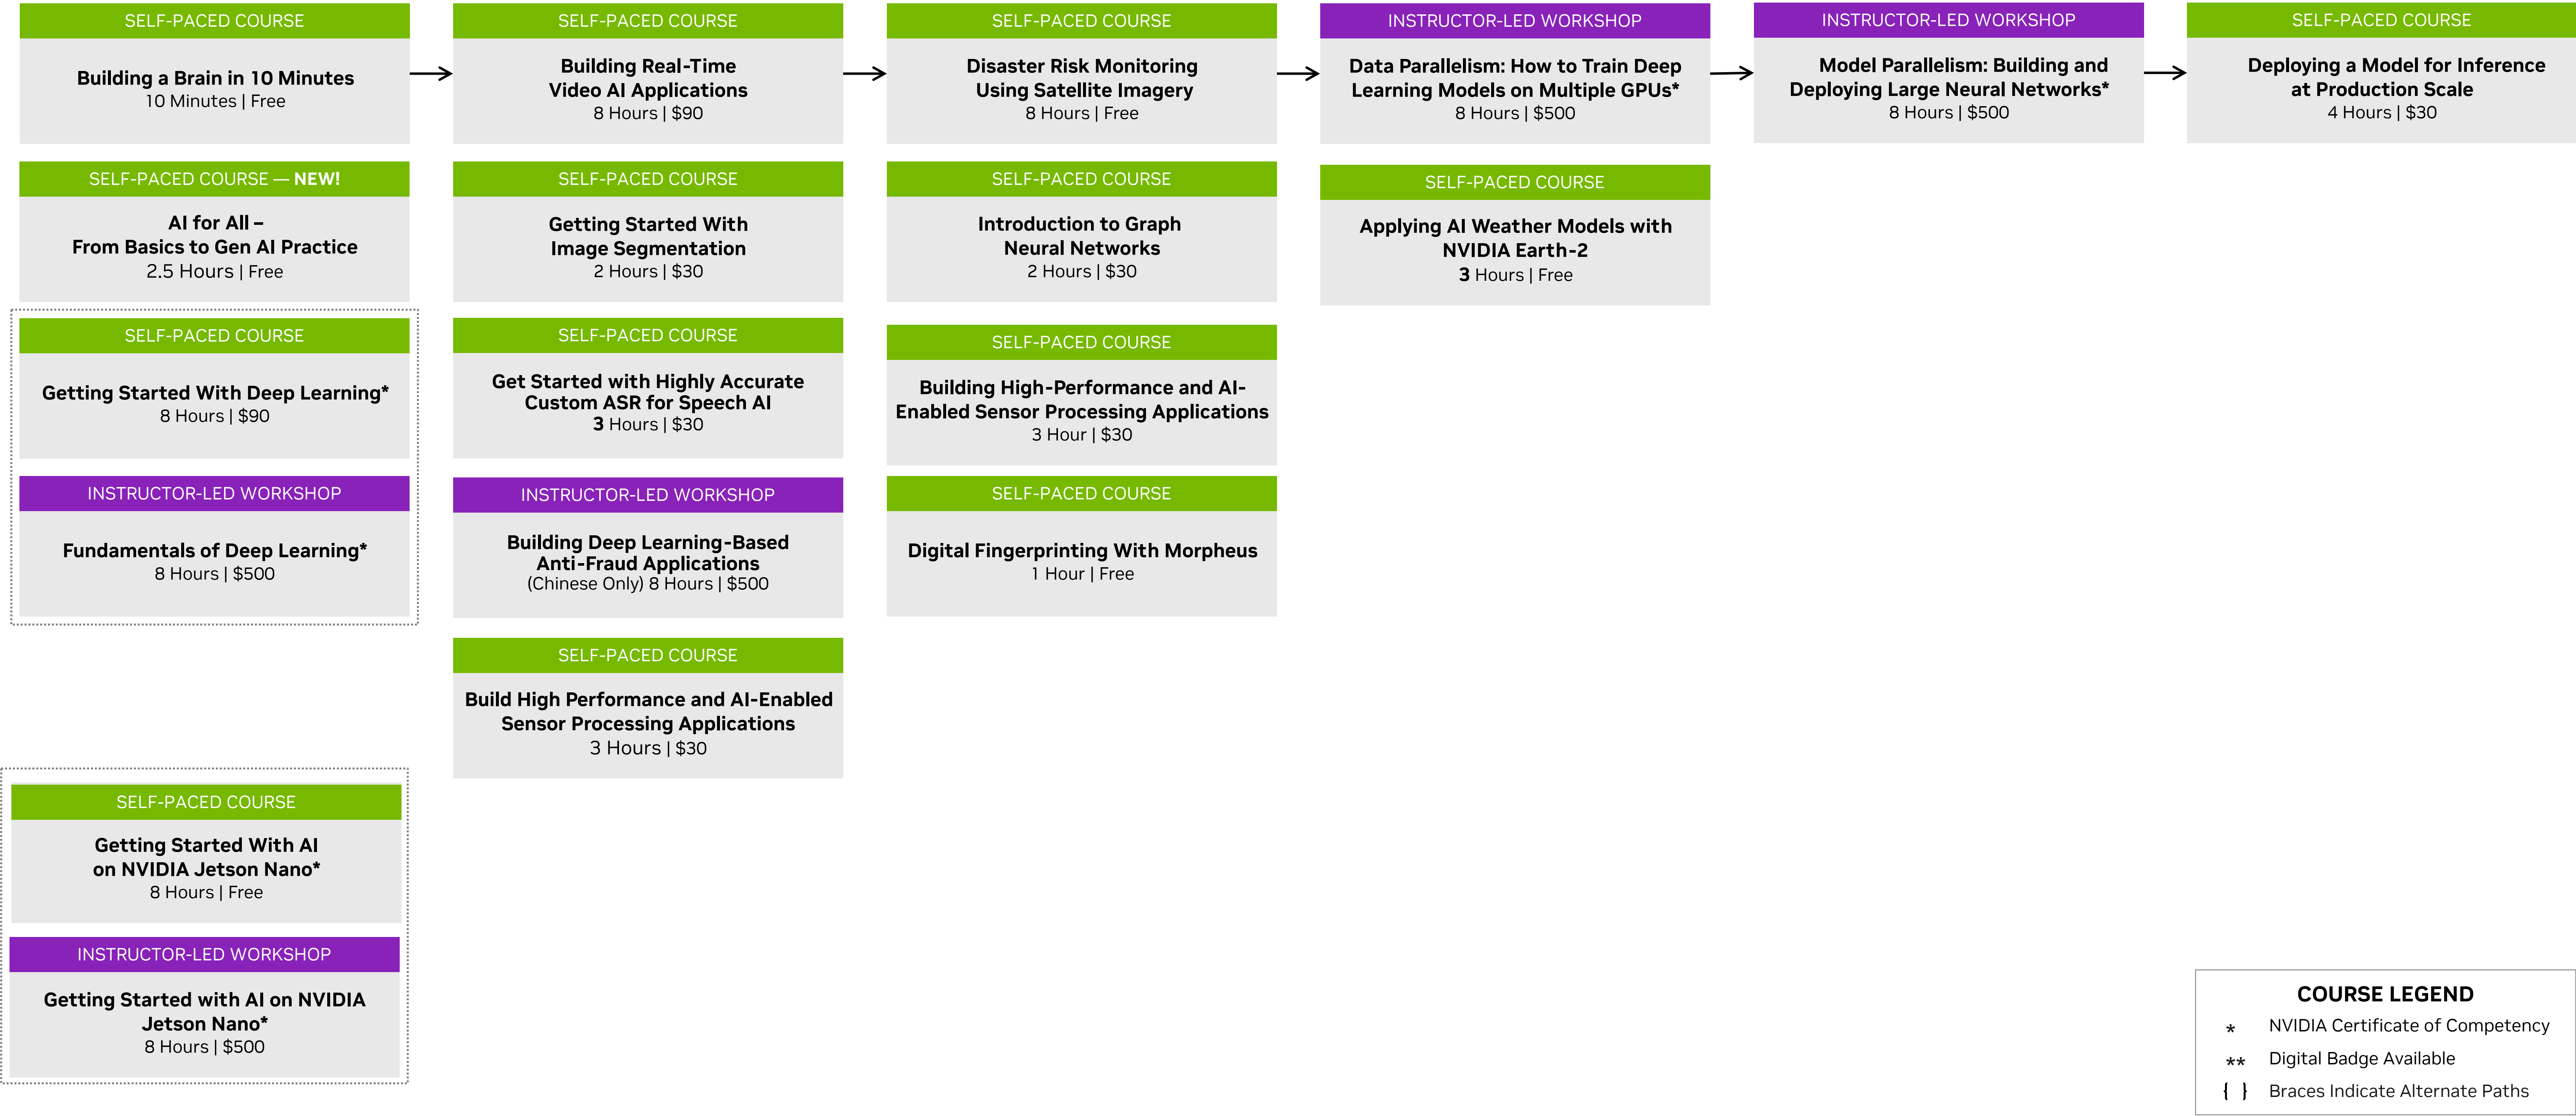 SELF-PACED COURSE
Building a Brain in 10 Minutes
10 Minutes | Free
SELF-PACED COURSE
Building Real-Time
Video AI Applications
8 Hours | $90
SELF-PACED COURSE
Disaster Risk Monitoring
Using Satellite Imagery
8 Hours | Free
INSTRUCTOR-LED WORKSHOP
Data Parallelism: How to Train Deep
Learning Models on Multiple GPUs*
8 Hours | $500
INSTRUCTOR-LED WORKSHOP
Model Parallelism: Building and
Deploying Large Neural Networks*
8 Hours | $500
SELF-PACED COURSE
Deploying a Model for Inference
at Production Scale
4 Hours | $30
SELF-PACED COURSE — NEW!
AI for All –
From Basics to Gen AI Practice
2.5 Hours | Free
SELF-PACED COURSE
Getting Started With
Image Segmentation
2 Hours | $30
SELF-PACED COURSE
Introduction to Graph
Neural Networks
2 Hours | $30
SELF-PACED COURSE
Applying AI Weather Models with
NVIDIA Earth-2
3 Hours | Free
SELF-PACED COURSE
Getting Started With Deep Learning*
8 Hours | $90
SELF-PACED COURSE
Get Started with Highly Accurate
Custom ASR for Speech AI
3 Hours | $30
SELF-PACED COURSE
Building High-Performance and AI-
Enabled Sensor Processing Applications
3 Hour | $30
INSTRUCTOR-LED WORKSHOP
Fundamentals of Deep Learning*
8 Hours | $500
INSTRUCTOR-LED WORKSHOP
Building Deep Learning-Based
Anti-Fraud Applications
(Chinese Only) 8 Hours | $500
SELF-PACED COURSE
Digital Fingerprinting With Morpheus
1 Hour | Free
SELF-PACED COURSE
Build High Performance and AI-Enabled
Sensor Processing Applications
3 Hours | $30
SELF-PACED COURSE
Getting Started With AI
on NVIDIA Jetson Nano*
8 Hours | Free
INSTRUCTOR-LED WORKSHOP
Getting Started with AI on NVIDIA
Jetson Nano*
8 Hours | $500
COURSE LEGEND
* NVIDIA Certificate of Competency
** Digital Badge Available
{ } Braces Indicate Alternate Paths